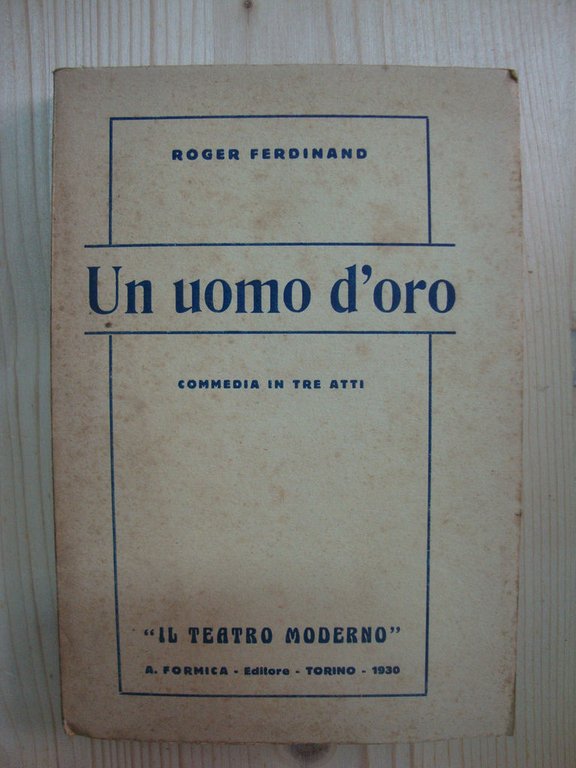 ROGER FERDINAND
Un uomo d'oro
COMMEDIA IN TRE ATTI
"IL TEATRO MODERNO"
A. FORMICA - Editore - TORINO - 1930